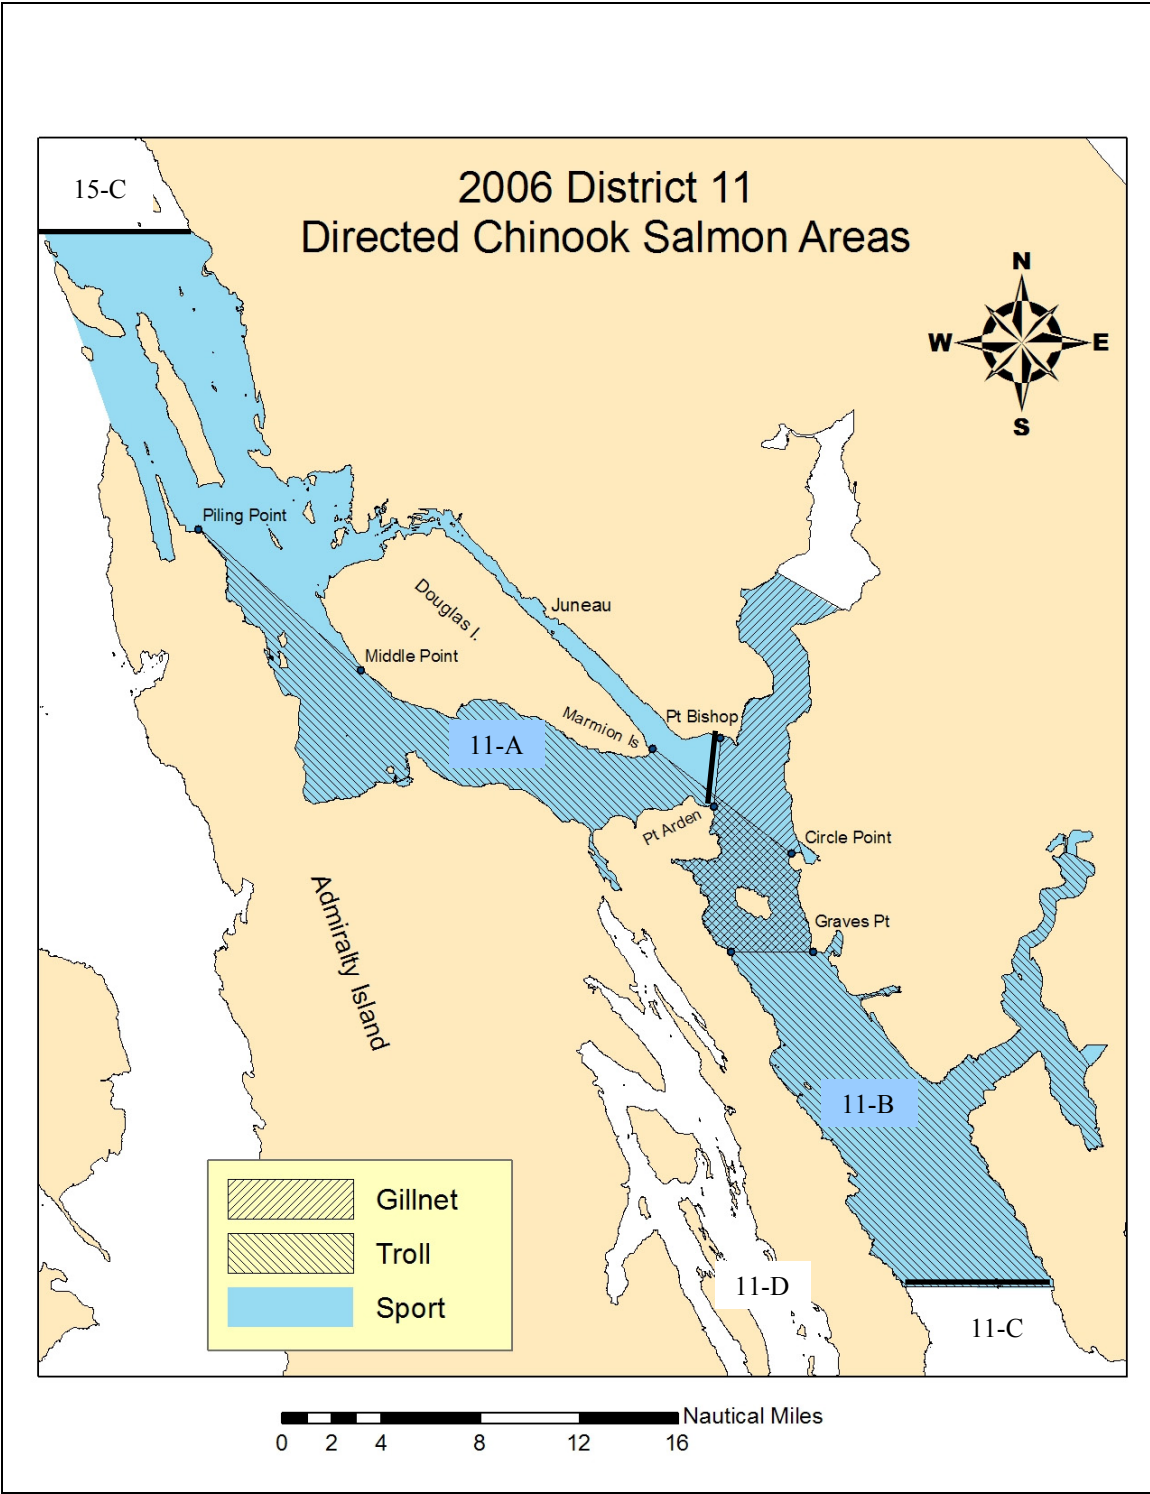 15-C
2006 District 11
Directed Chinook Salmon Areas
N
W
E
S
Piling Point
Douglas I.
Juneau
Middle Point
Marmion Is
Pt Bishop
11-A
Pt Arden
Circle Point
Graves Pt
Admiralty Island
11-B
Gillnet
Troll
Sport
11-D
11-C
Nautical Miles
0 2 4 8 12 16